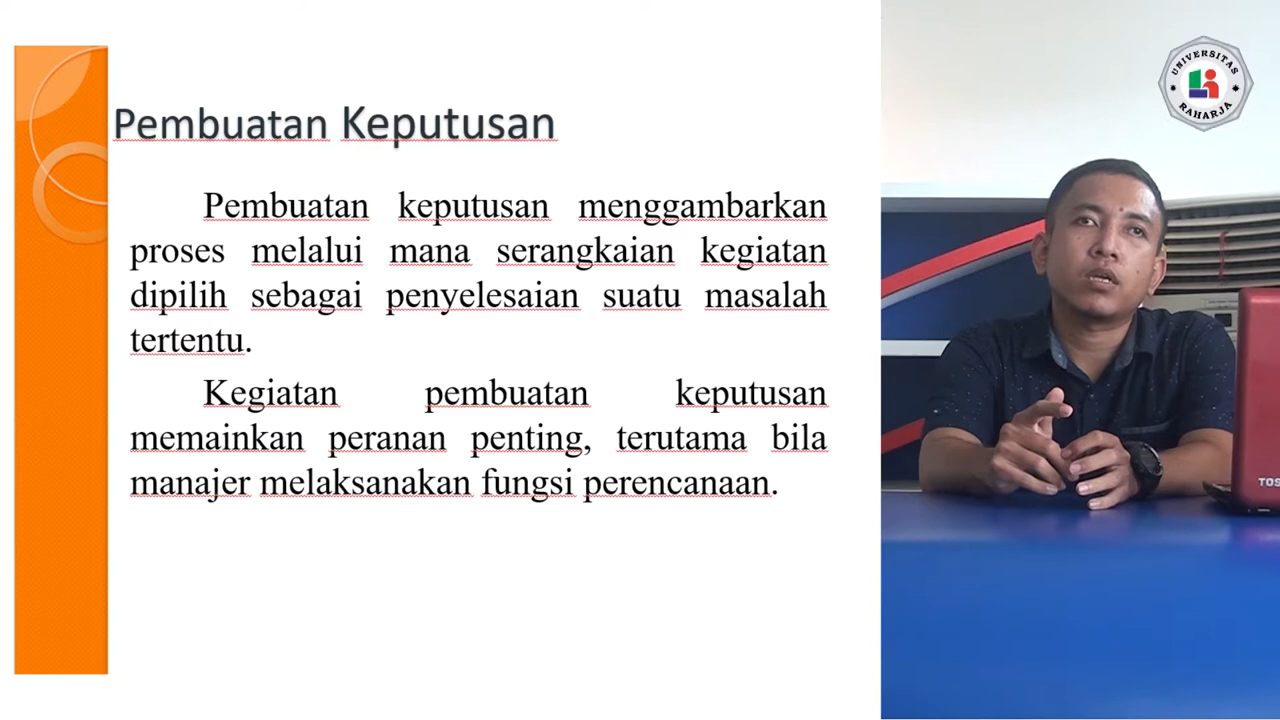 Pembuatan Keputusan
Pembuatan keputusan menggambarkan
proses melalui mana serangkaian kegiatan
dipilih sebagai penyelesaian suatu masalah
tertentu.
Kegiatan pembuatan keputusan
memainkan peranan penting, terutama bila
manajer melaksanakan fungsi perencanaan.
UNIVERSITAS
RAHARJA
TOS